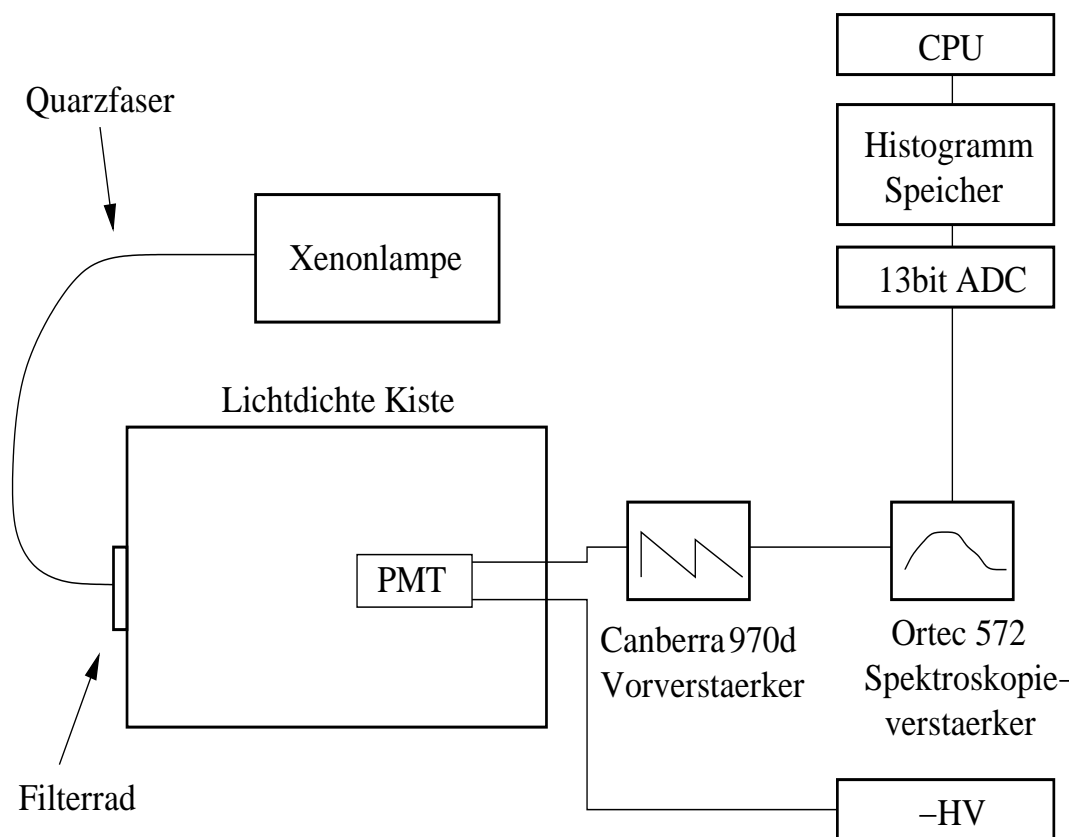 CPU
Quarzfaser
Histogramm
Speicher
Xenonlampe
13bit ADC
Lichtdichte Kiste
PMT
Canberra 970d
Vorverstaerker
Ortec 572
Spektroskopie–
verstaerker
Filterrad
–HV